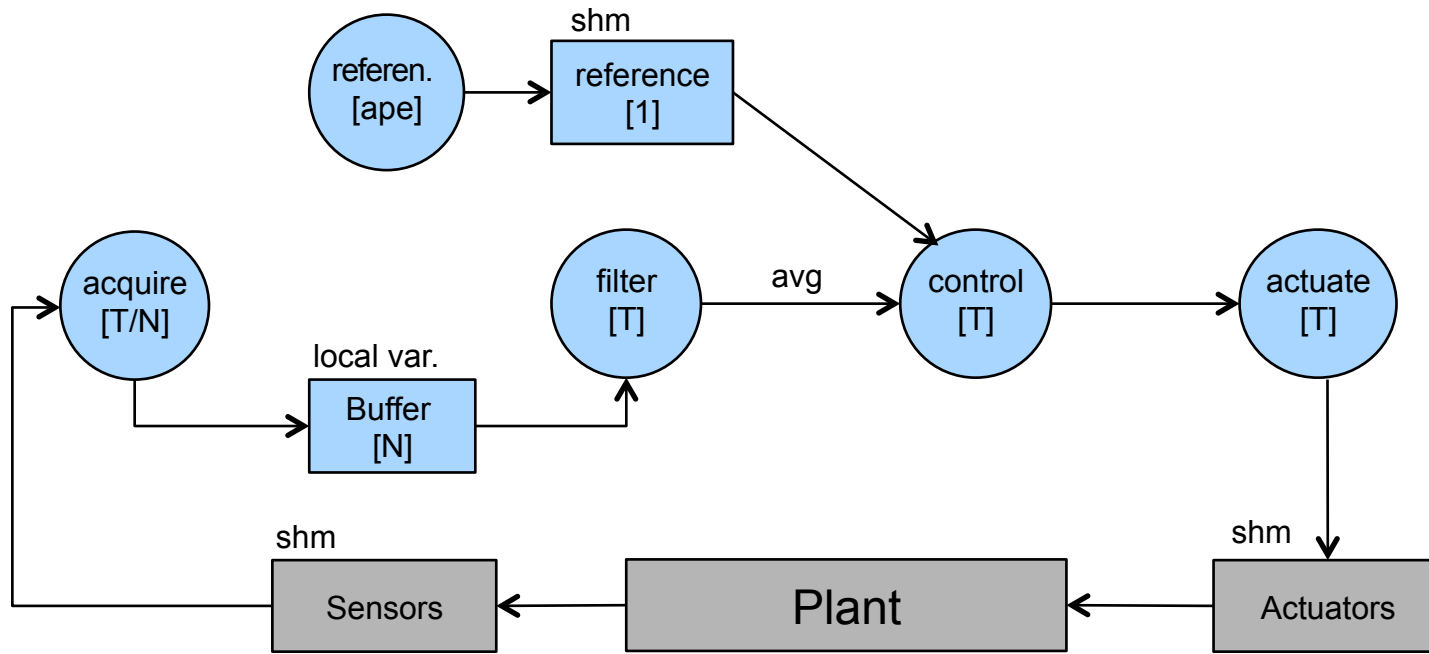 shm
referen.
[ape]
reference
[1]
acquire
[T/N]
filter
[T]
avg
control
[T]
actuate
[T]
local var.
Buffer
[N]
shm
Sensors
Plant
shm
Actuators